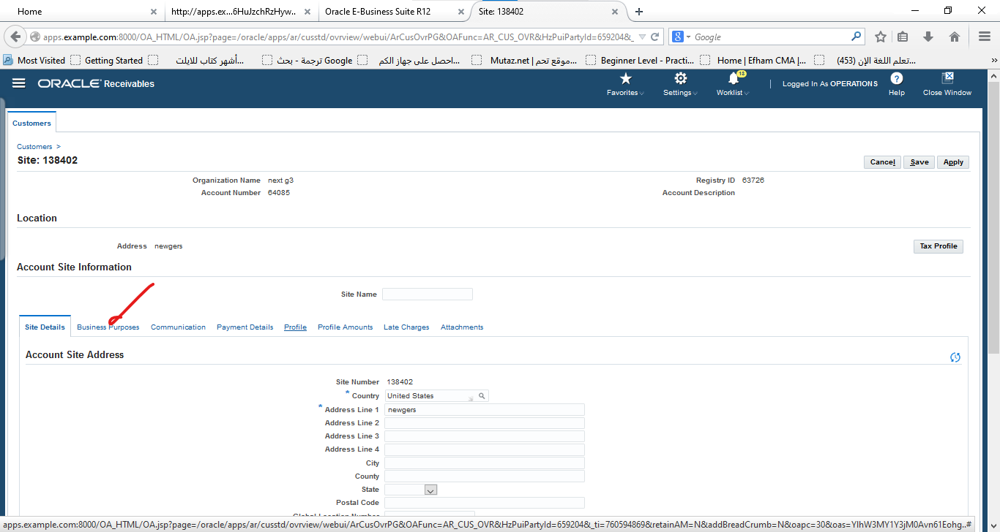 Home
http://apps.ex...6HuJzchRzHyw..
Oracle E-Business Suite R12
Site: 138402
apps.example.com:8000/OA_HTML/OA.jsp?page=/oracle/apps/ar/cusstd/ovrview/webui/ArCusOvrPG&OAFunc=AR_CUS_OVR&HzPuiPartyId=659204&_
Google
Most Visited
Getting Started
أشهر كتاب للايلت...
ترجمة - بحث Google
احصل على جهاز الكم...
موقع تحم | Mutaz.net...
Beginner Level - Practi...
Home | Efham CMA |إ...
(453) تعلم اللغة الإن...
ORACLE Receivables
Favorites
Settings
18
Worklist
Logged In As OPERATIONS
Help
Close Window
Customers
Customers >
Site: 138402
Cancel
Save
Apply
Organization Name next g3
Registry ID 63726
Account Number 64085
Account Description
Location
Address newgers
Tax Profile
Account Site Information
Site Name
Site Details
Business Purposes
Communication
Payment Details
Profile
Profile Amounts
Late Charges
Attachments
Account Site Address
Site Number 138402
* Country United States
* Address Line 1 newgers
Address Line 2
Address Line 3
Address Line 4
City
County
State
Postal Code
Global Location Number
apps.example.com:8000/OA_HTML/OA.jsp?page=/oracle/apps/ar/cusstd/ovrview/webui/ArCusOvrPG&OAFunc=AR_CUS_OVR&HzPuiPartyId=659204&_ti=760594869&retainAM=N&addBreadCrumb=N&oapc=30&oas=YIhW3MY1Y3jM0Avn61Eohg..#